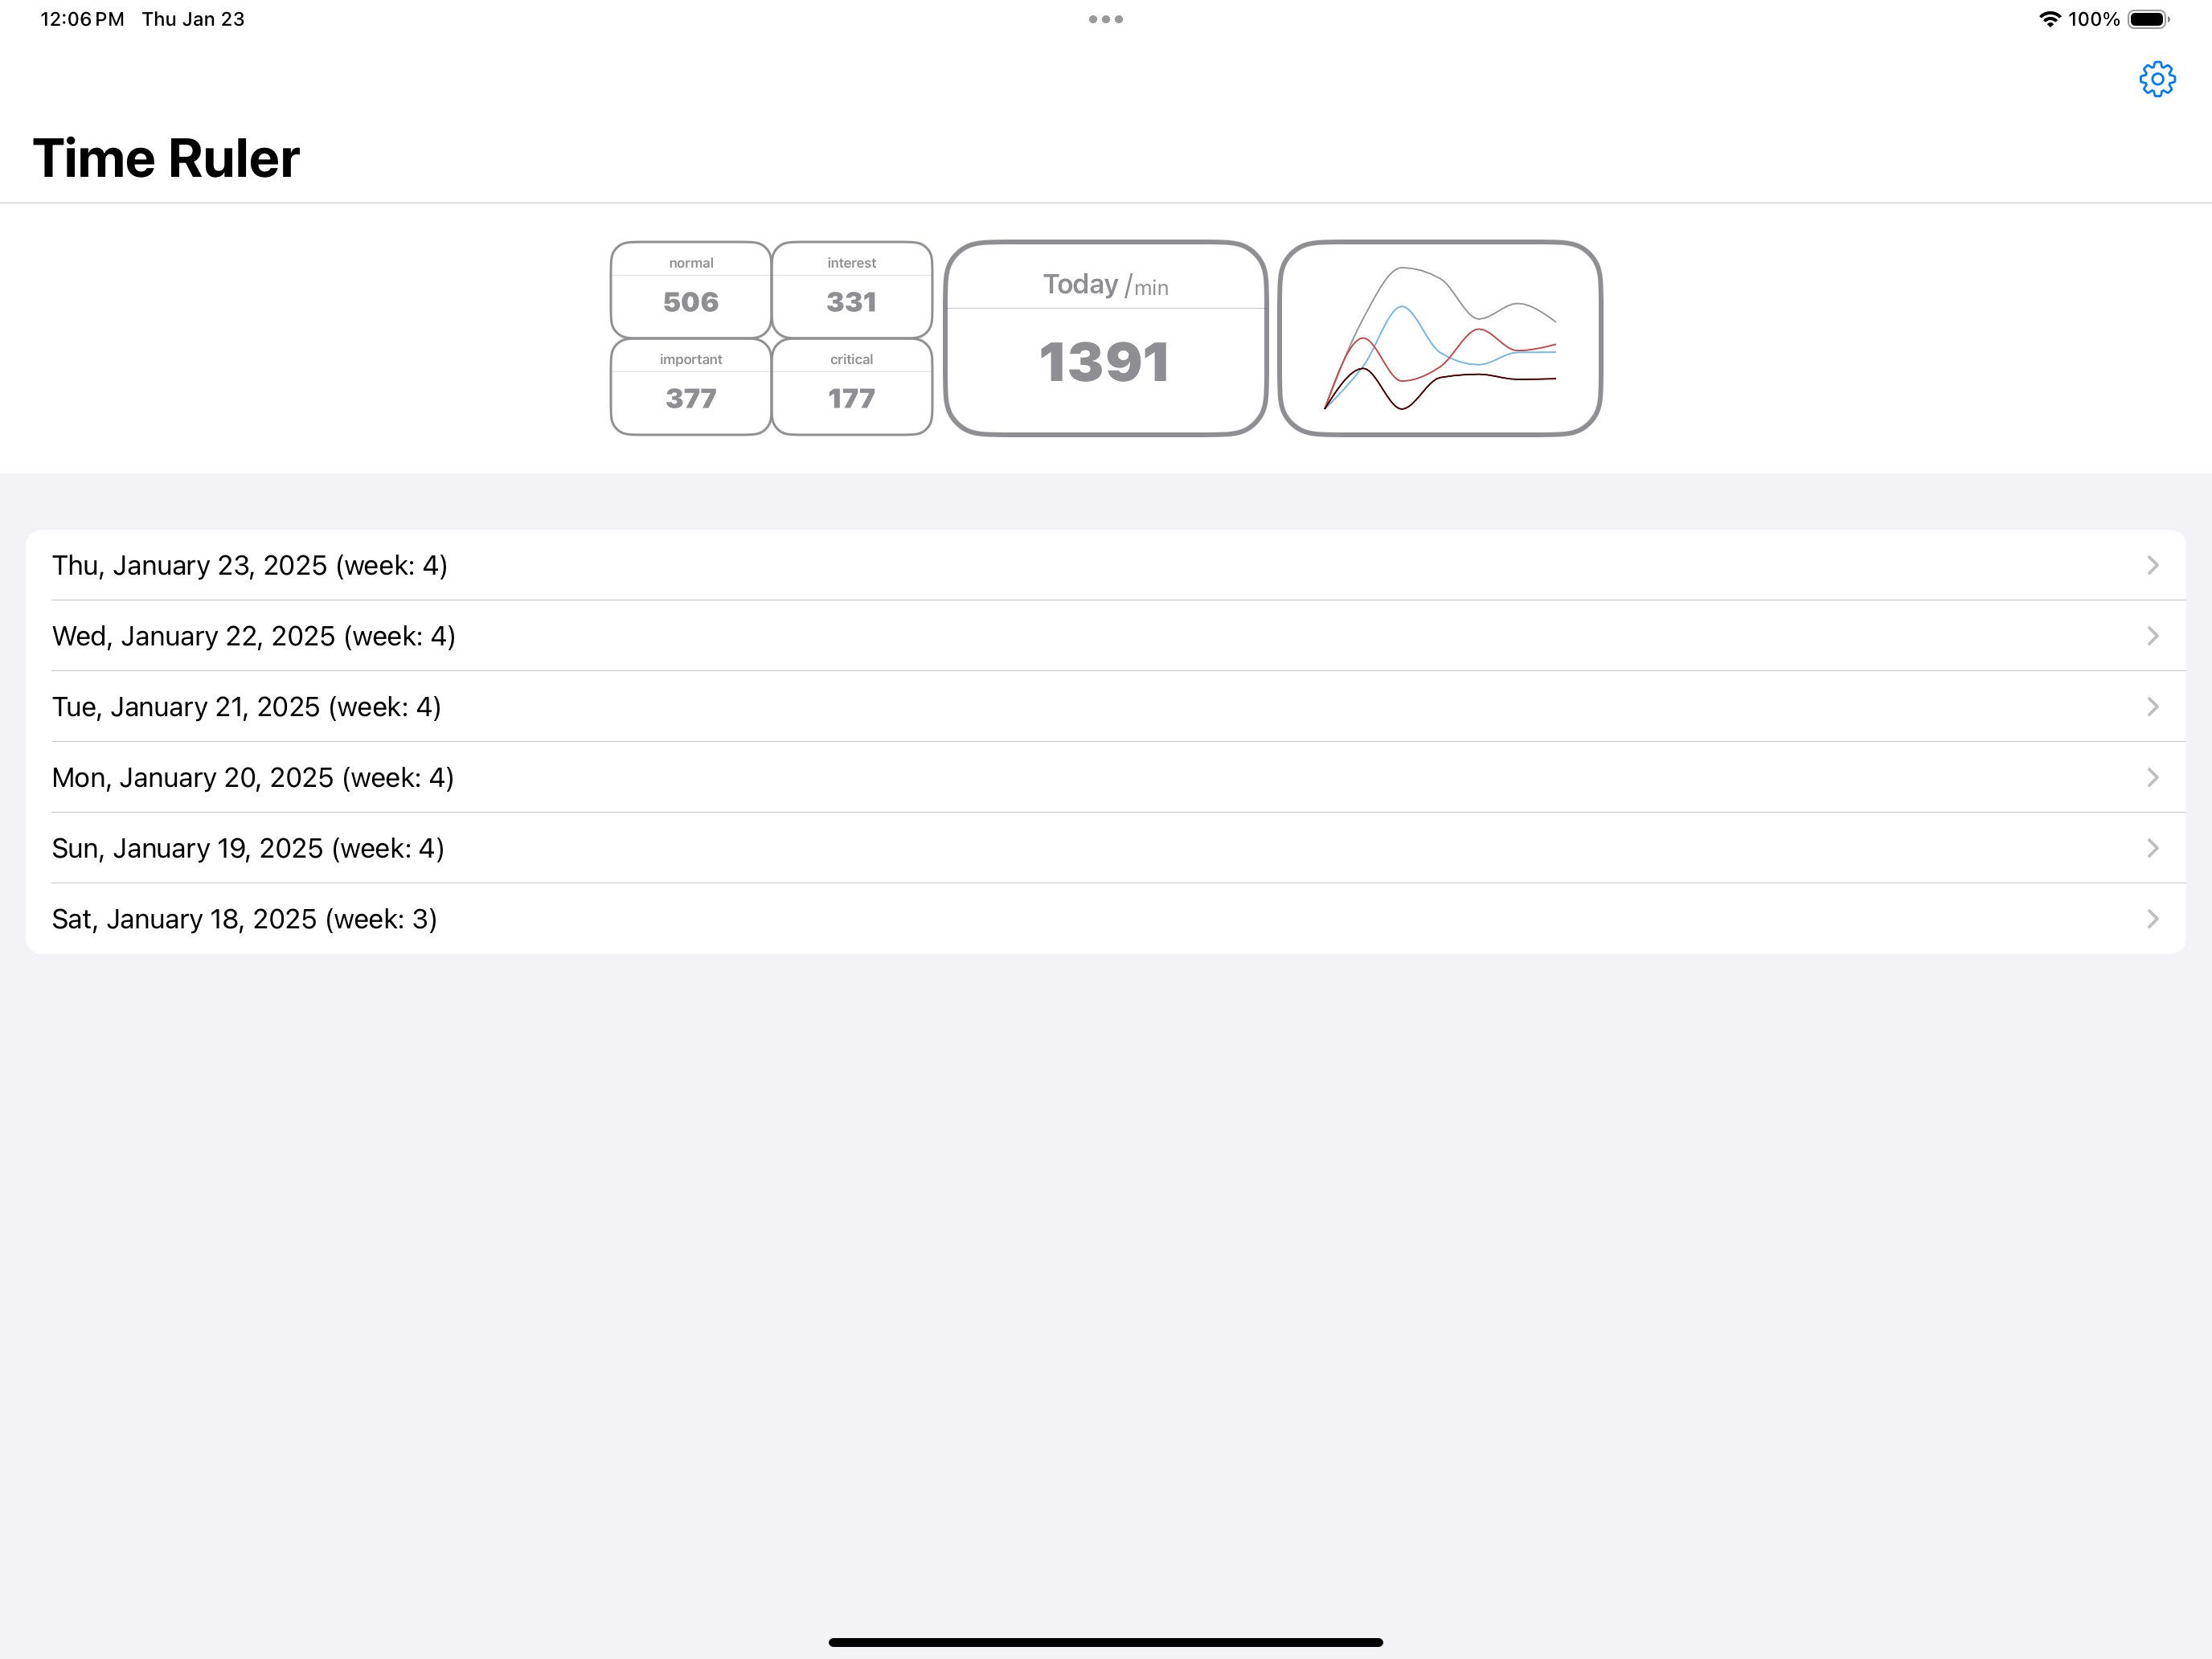 12:06 PM Thu Jan 23
100%
Time Ruler
normal
506
interest
331
important
377
critical
177
Today /min
1391
Thu, January 23, 2025 (week: 4)
Wed, January 22, 2025 (week: 4)
Tue, January 21, 2025 (week: 4)
Mon, January 20, 2025 (week: 4)
Sun, January 19, 2025 (week: 4)
Sat, January 18, 2025 (week: 3)